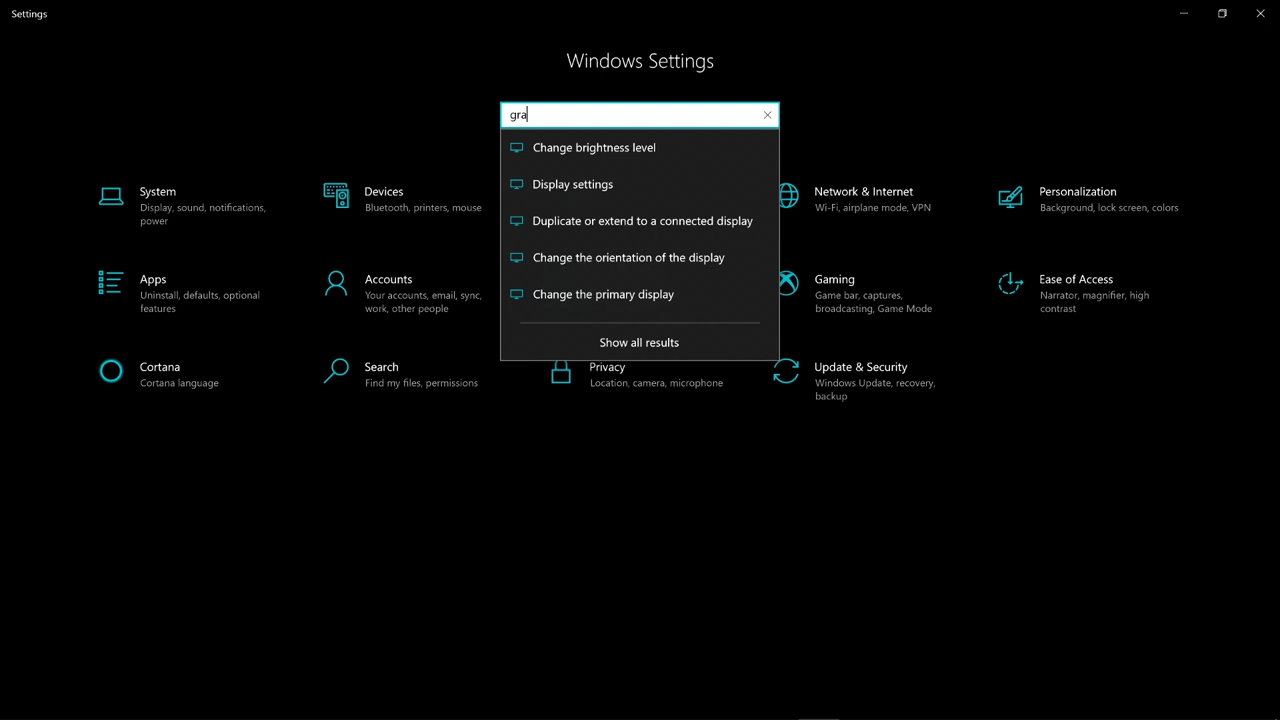 Settings
Windows Settings
gra
Change brightness level
Display settings
Duplicate or extend to a connected display
Change the orientation of the display
Change the primary display
Show all results
System
Display, sound, notifications,
power
Devices
Bluetooth, printers, mouse
Network & Internet
Wi-Fi, airplane mode, VPN
Personalization
Background, lock screen, colors
Apps
Uninstall, defaults, optional
features
Accounts
Your accounts, email, sync,
work, other people
Gaming
Game bar, captures,
broadcasting, Game Mode
Ease of Access
Narrator, magnifier, high
contrast
Cortana
Cortana language
Search
Find my files, permissions
Privacy
Location, camera, microphone
Update & Security
Windows Update, recovery,
backup